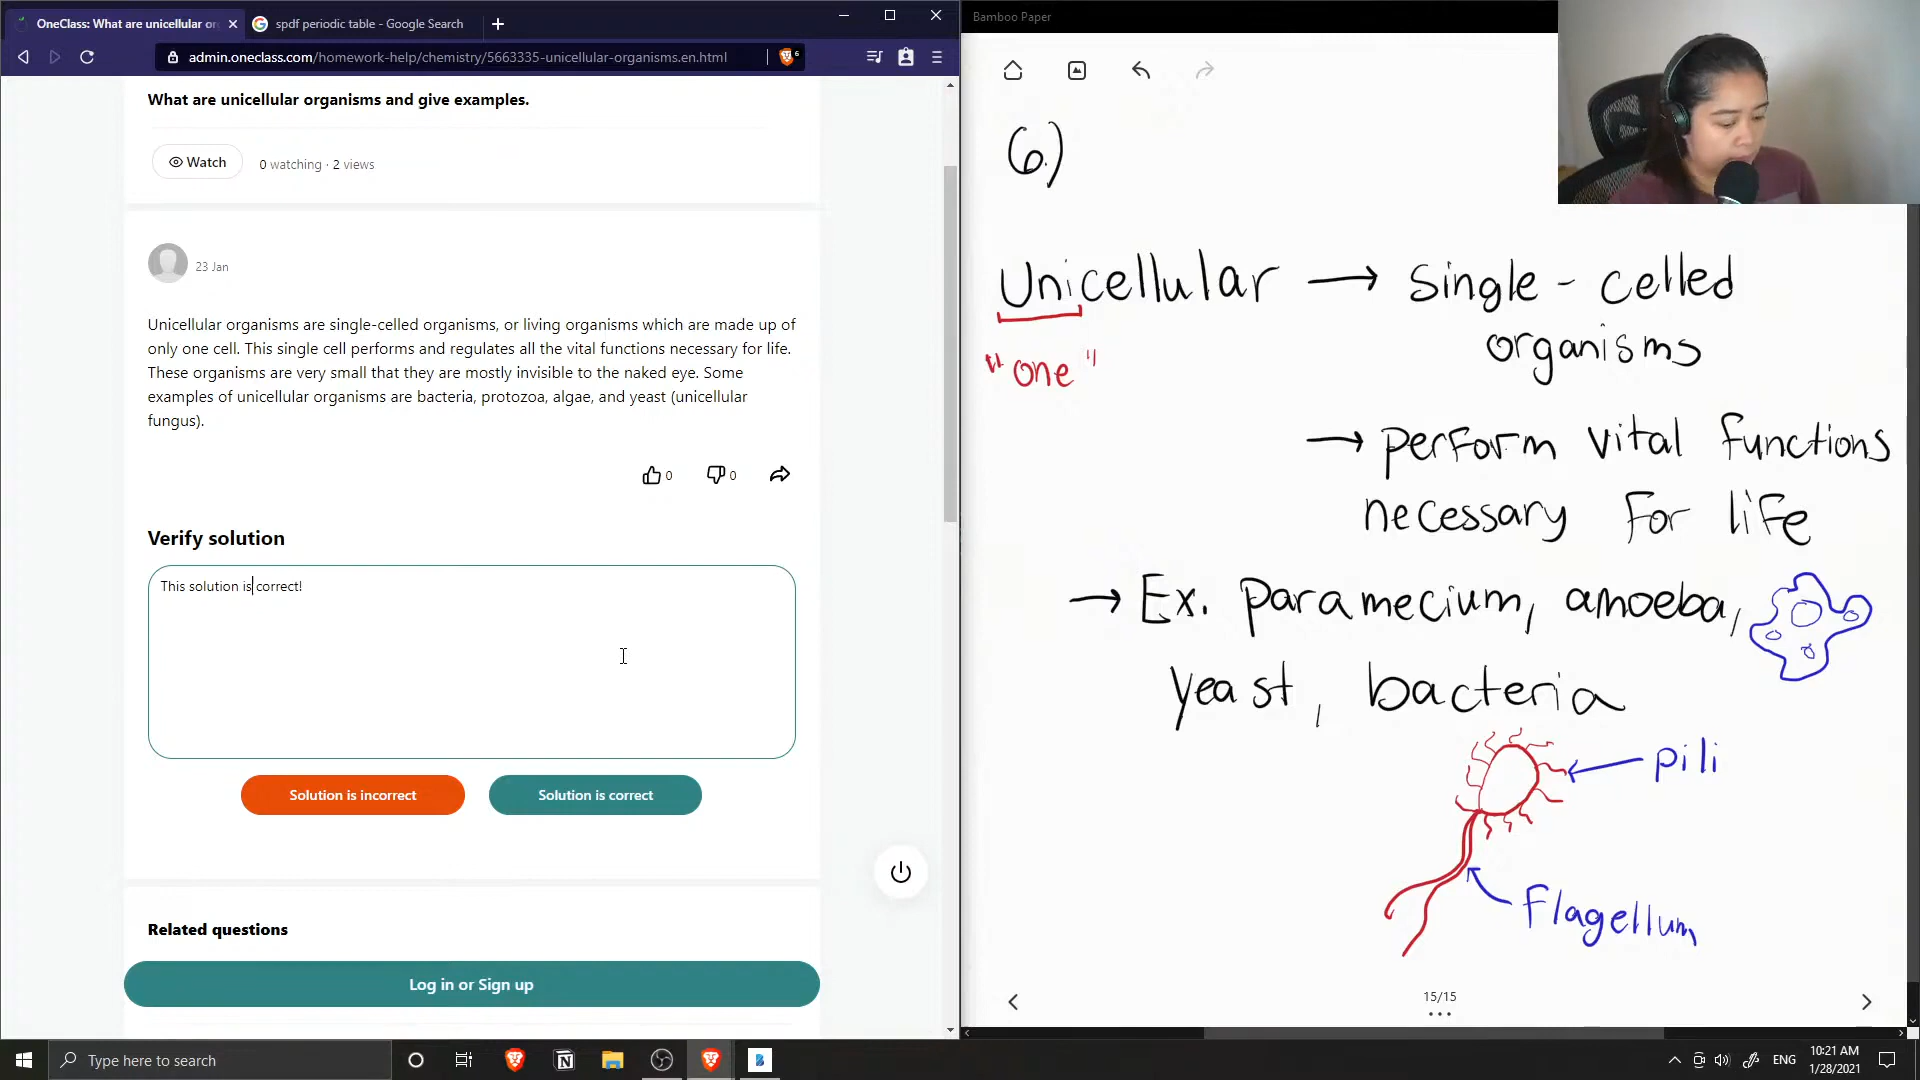 OneClass: What are unicellular or
spdf periodic table - Google Search
admin.oneclass.com/homework-help/chemistry/5663335-unicellular-organisms.en.html
6
What are unicellular organisms and give examples.
Watch
0 watching · 2 views
23 Jan
Unicellular organisms are single-celled organisms, or living organisms which are made up of
only one cell. This single cell performs and regulates all the vital functions necessary for life.
These organisms are very small that they are mostly invisible to the naked eye. Some
examples of unicellular organisms are bacteria, protozoa, algae, and yeast (unicellular
fungus).
0
0
Verify solution
This solution is correct!
Solution is incorrect
Solution is correct
Related questions
Log in or Sign up
Bamboo Paper
6.)
Unicellular → single-celled
organisms
"one"
→ perform vital functions
necessary for life
→ Ex. paramecium, amoeba,
yeast, bacteria
pili
Flagellum
15/15
Type here to search
ENG
10:21 AM
1/28/2021